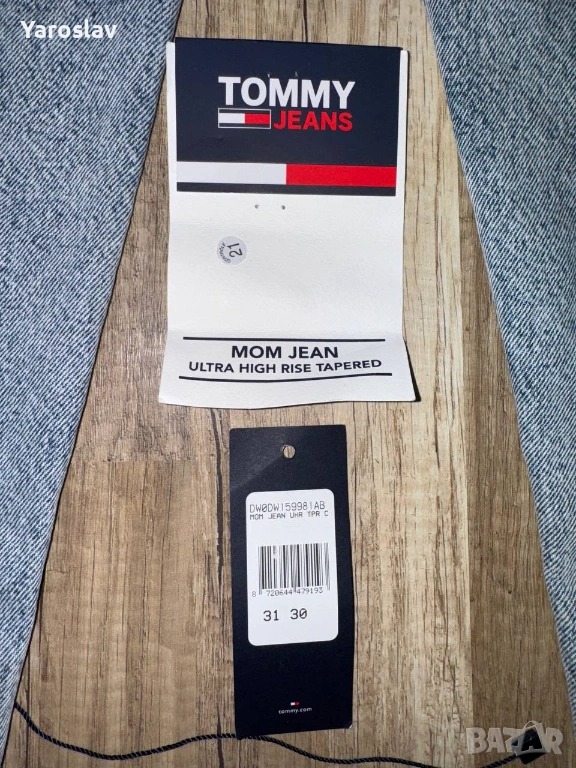 Yaroslav
TOMMY
JEANS
21
MOM JEAN
ULTRA HIGH RISE TAPERED
DW0DW159981AB
MOM JEAN UHR TPR C
8 720644 479193
31 30
tommy.com
BAZAR